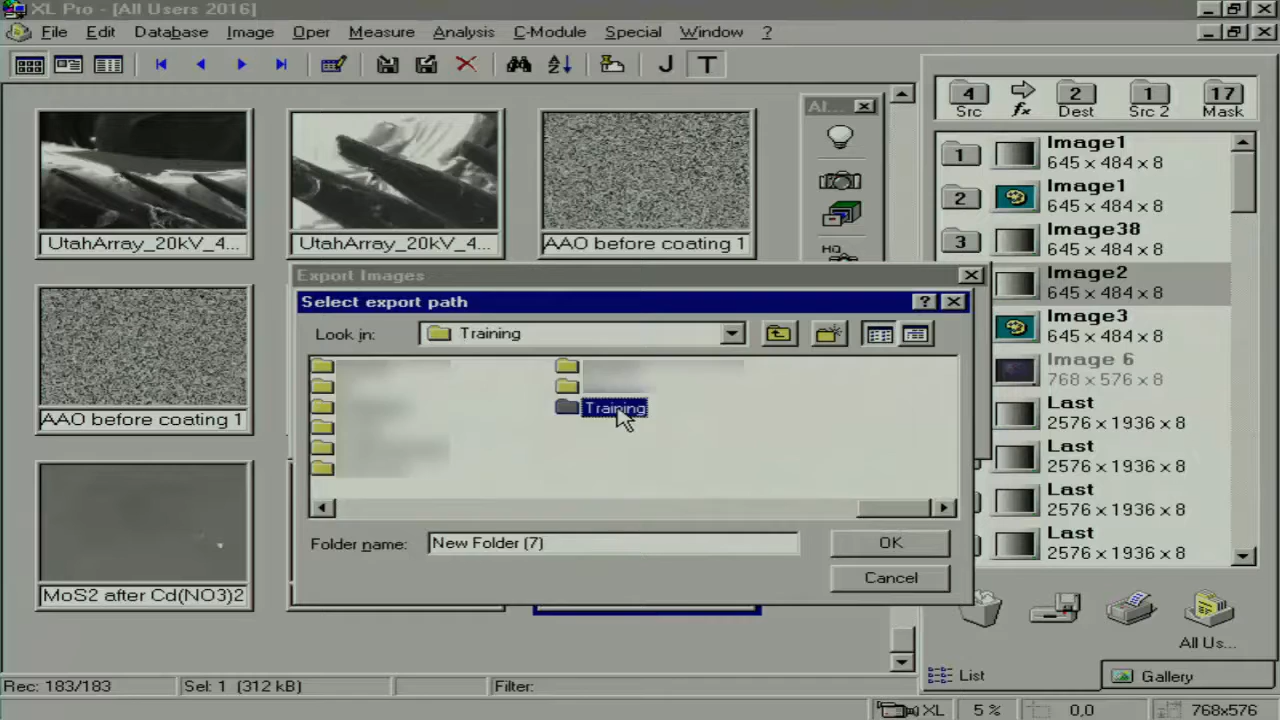 XL Pro - [All Users 2016]
File Edit Database Image Oper Measure Analysis C-Module Special Window ?
J T
4 Src fx 2 Dest 1 Src 2 17 Mask
1 Image1
645 x 484 x 8
2 Image1
645 x 484 x 8
3 Image38
645 x 484 x 8
Image2
645 x 484 x 8
Image3
645 x 484 x 8
Image 6
768 x 576 x 8
Last
2576 x 1936 x 8
Last
2576 x 1936 x 8
Last
2576 x 1936 x 8
Last
2576 x 1936 x 8
All Us...
List Gallery
UtahArray_20kV_4... UtahArray_20kV_4... AAO before coating 1
AAO before coating 1
MoS2 after Cd(NO3)2
Export Images
Select export path
Look in: Training
Training
Folder name: New Folder (7) OK
Cancel
Rec: 183/183 Sel: 1 (312 kB) Filter:
XL 5 % 0,0 768x576